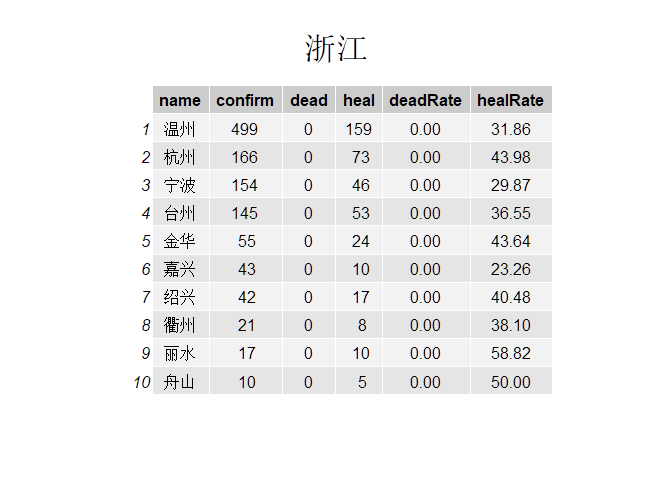 浙江
name confirm dead heal deadRate healRate
1 温州 499 0 159 0.00 31.86
2 杭州 166 0 73 0.00 43.98
3 宁波 154 0 46 0.00 29.87
4 台州 145 0 53 0.00 36.55
5 金华 55 0 24 0.00 43.64
6 嘉兴 43 0 10 0.00 23.26
7 绍兴 42 0 17 0.00 40.48
8 衢州 21 0 8 0.00 38.10
9 丽水 17 0 10 0.00 58.82
10 舟山 10 0 5 0.00 50.00